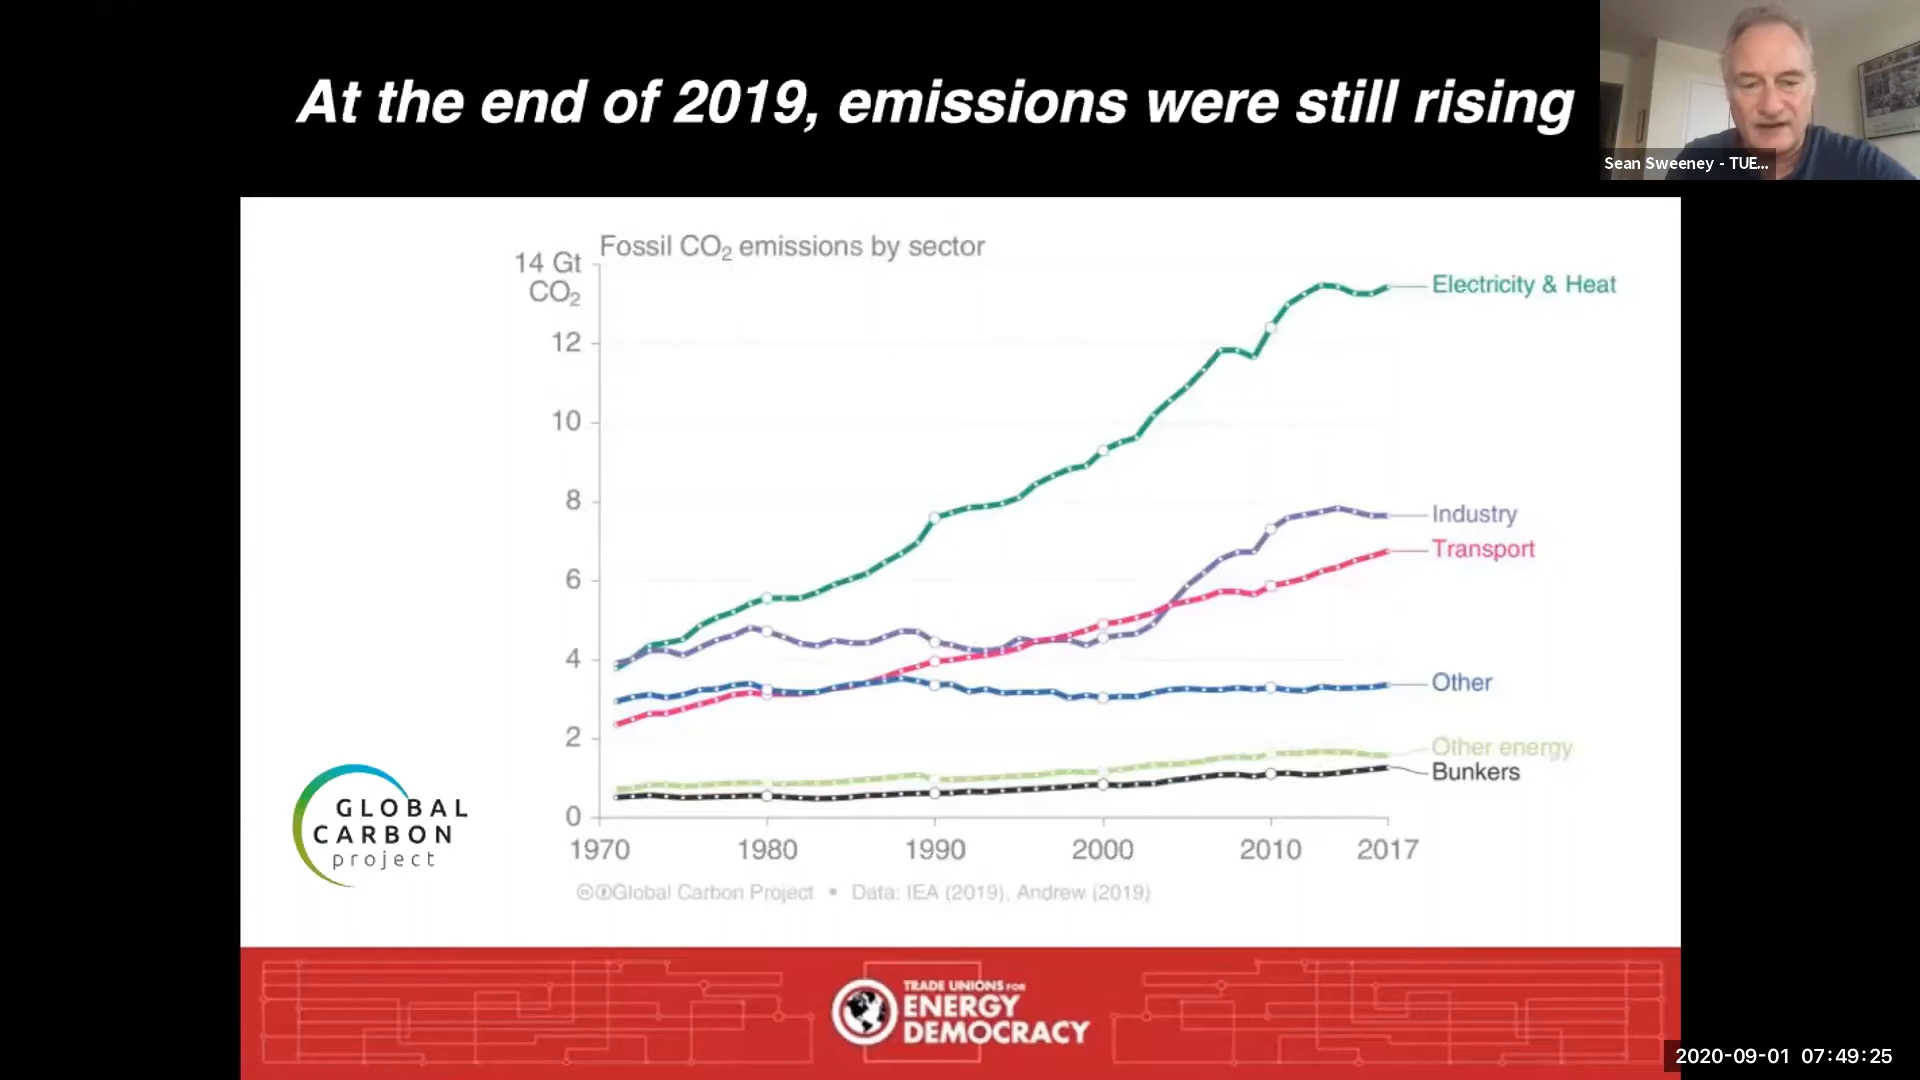 At the end of 2019, emissions were still rising
Sean Sweeney - TUE...
Fossil CO₂ emissions by sector
14 Gt
CO₂
12
10
8
6
4
2
0
1970
1980
1990
2000
2010
2017
Electricity & Heat
Industry
Transport
Other
Other energy
Bunkers
Global Carbon Project • Data: IEA (2019), Andrew (2019)
GLOBAL
CARBON
project
TRADE UNIONS FOR
ENERGY
DEMOCRACY
2020-09-01 07:49:25